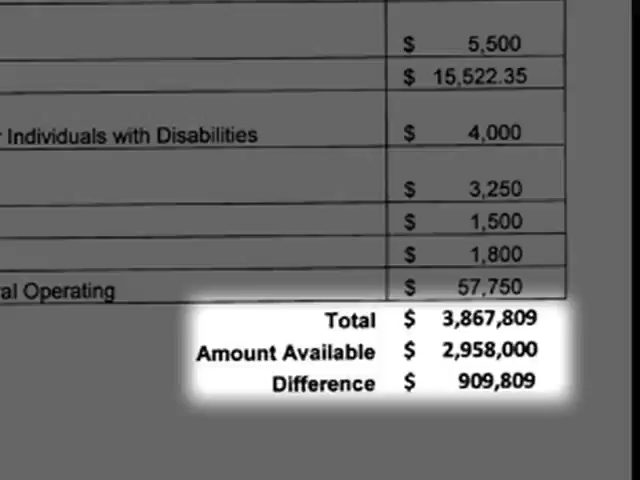 $ 5,500
$ 15,522.35
Individuals with Disabilities $ 4,000
$ 3,250
$ 1,500
$ 1,800
al Operating $ 57,750
Total $ 3,867,809
Amount Available $ 2,958,000
Difference $ 909,809